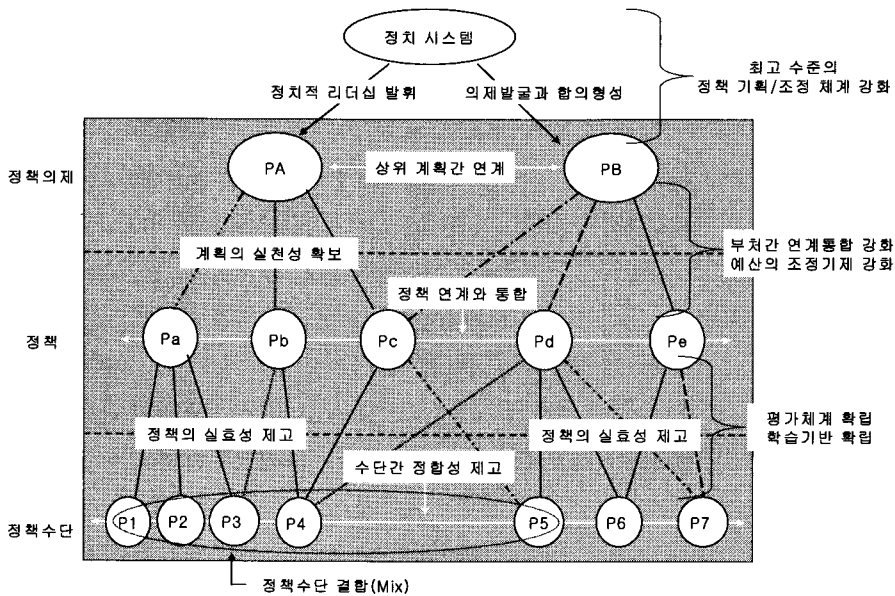 정치 시스템
최고 수준의
정책 기획/조정 체계 강화
정치적 리더십 발휘
의제발굴과 합의형성
정책의제
PA
상위 계획간 연계
PB
계획의 실천성 확보
부처간 연계통합 강화
예산의 조정기제 강화
정책 연계와 통합
정책
Pa
Pb
Pc
Pd
Pe
정책의 실효성 제고
정책의 실효성 제고
평가체계 확립
학습기반 확립
수단간 정합성 제고
정책수단
P1
P2
P3
P4
P5
P6
P7
정책수단 결합(Mix)